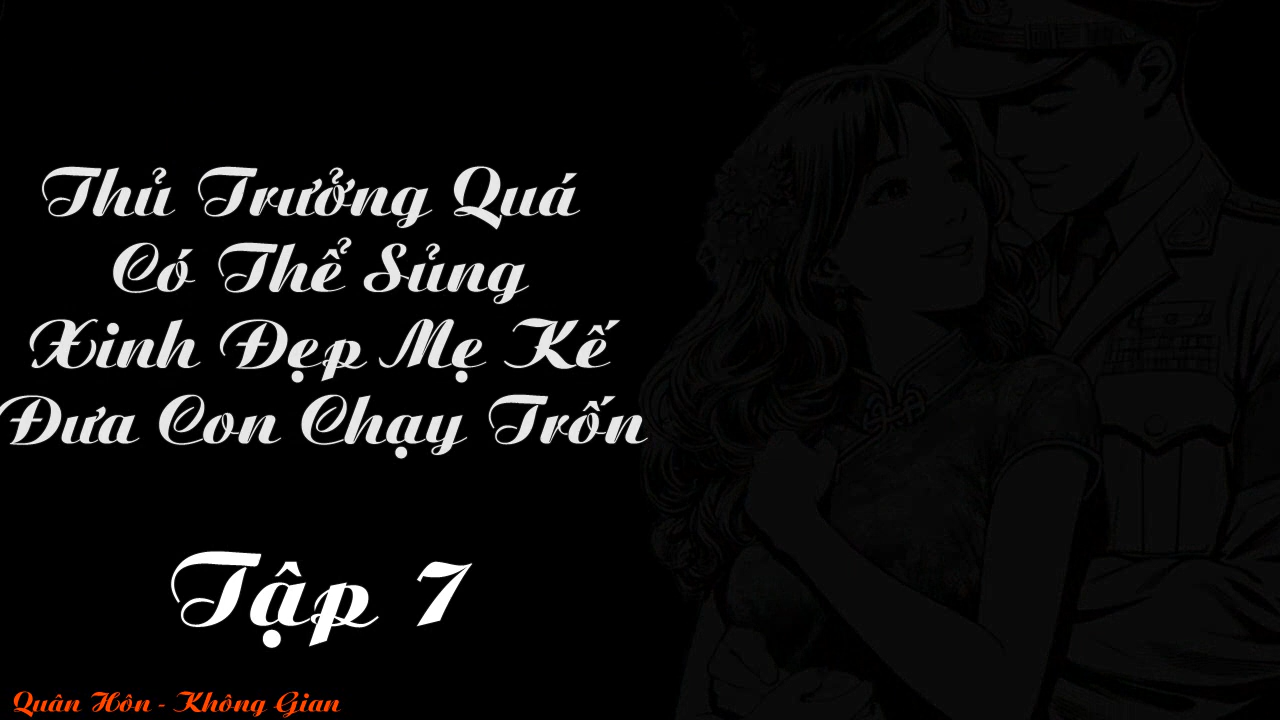 Thủ Trưởng Quá
Có Thể Sủng
Xinh Đẹp Mẹ Kế
Đưa Con Chạy Trốn
Tập 7
Quân Hôn - Không Gian